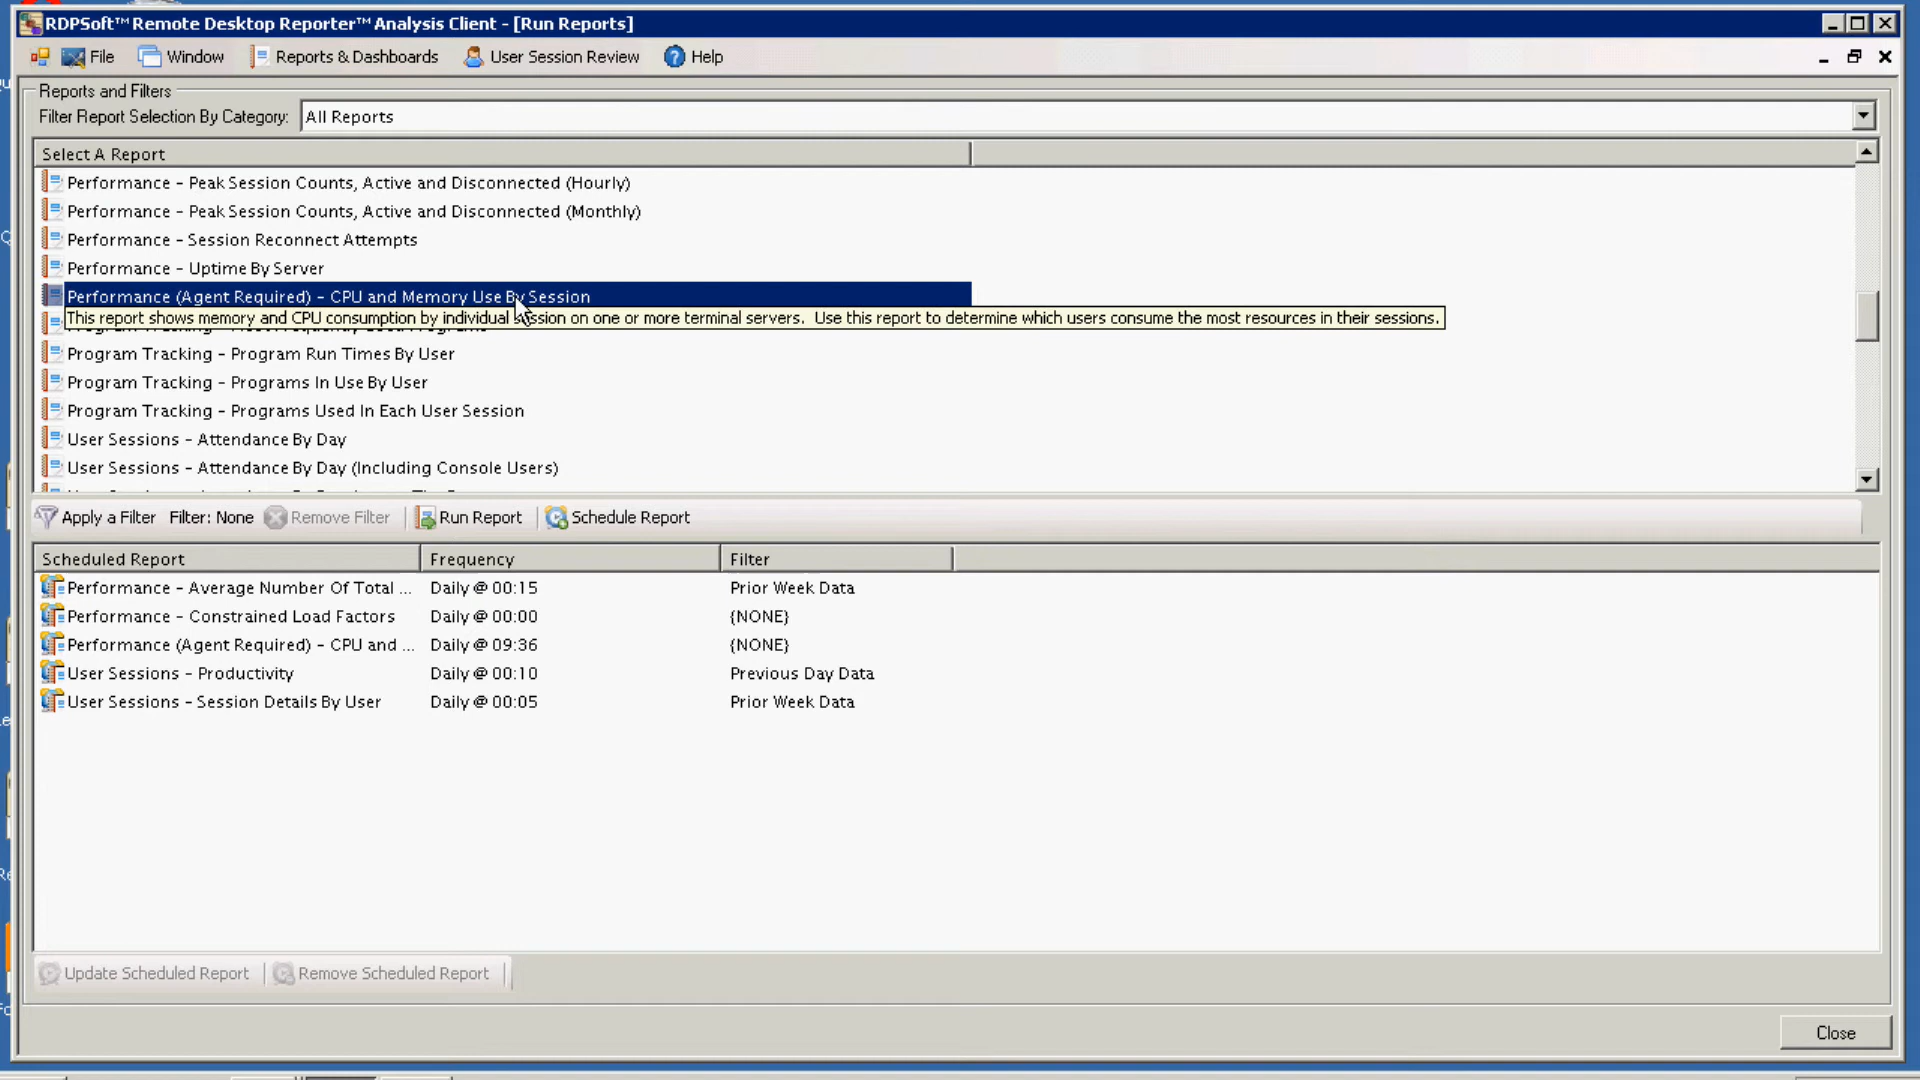 RDPSoft™ Remote Desktop Reporter™ Analysis Client - [Run Reports]
File Window Reports & Dashboards User Session Review Help
Reports and Filters
Filter Report Selection By Category: All Reports
Select A Report
Performance - Peak Session Counts, Active and Disconnected (Hourly)
Performance - Peak Session Counts, Active and Disconnected (Monthly)
Performance - Session Reconnect Attempts
Performance - Uptime By Server
Performance (Agent Required) - CPU and Memory Use By Session
This report shows memory and CPU consumption by individual session on one or more terminal servers. Use this report to determine which users consume the most resources in their sessions.
Program Tracking - Program Run Times By User
Program Tracking - Programs In Use By User
Program Tracking - Programs Used In Each User Session
User Sessions - Attendance By Day
User Sessions - Attendance By Day (Including Console Users)
Apply a Filter Filter: None Remove Filter Run Report Schedule Report
Scheduled Report Frequency Filter
Performance - Average Number Of Total ... Daily @ 00:15 Prior Week Data
Performance - Constrained Load Factors Daily @ 00:00 {NONE}
Performance (Agent Required) - CPU and ... Daily @ 09:36 {NONE}
User Sessions - Productivity Daily @ 00:10 Previous Day Data
User Sessions - Session Details By User Daily @ 00:05 Prior Week Data
Update Scheduled Report Remove Scheduled Report
Close